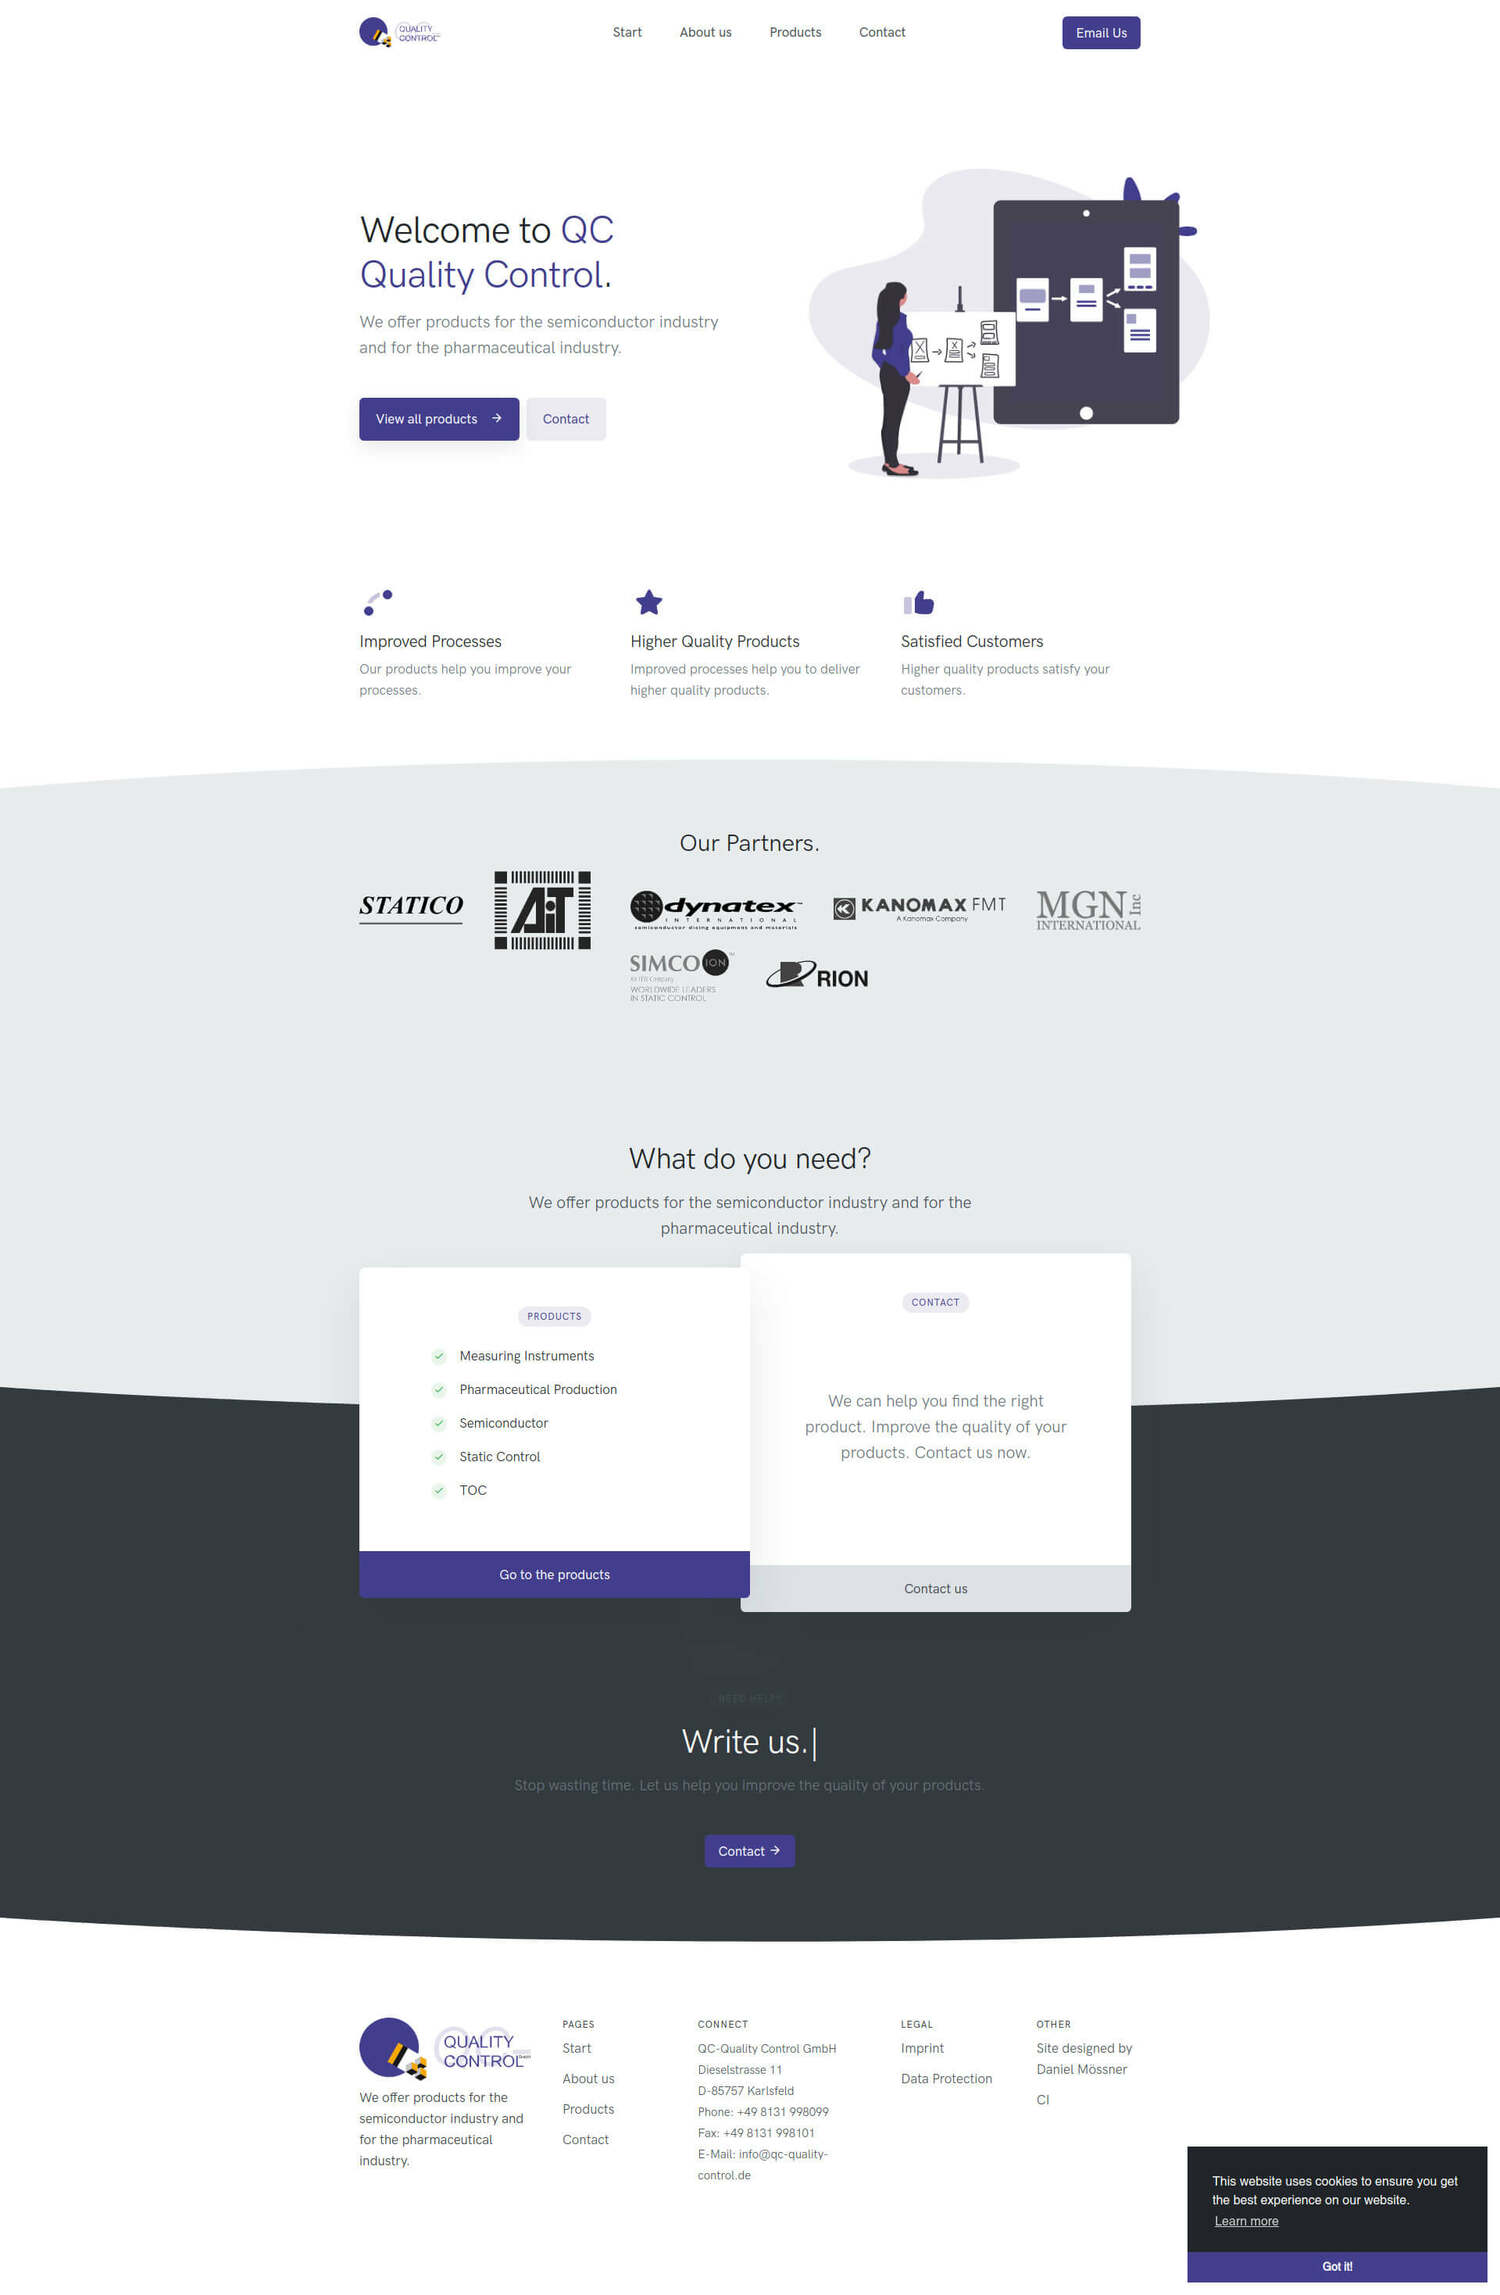 QUALITY
CONTROL
Start
About us
Products
Contact
Email Us
Welcome to QC
Quality Control.
We offer products for the semiconductor industry
and for the pharmaceutical industry.
View all products
Contact
Improved Processes
Our products help you improve your
processes.
Higher Quality Products
Improved processes help you to deliver
higher quality products.
Satisfied Customers
Higher quality products satisfy your
customers.
Our Partners.
STATICO
AiT
dynatex™
INTERNATIONAL
semiconductor dicing equipment and materials
KANOMAX FMT
A Kanomax Company
MGN Inc
INTERNATIONAL
SIMCO ION™
An ITW Company
WORLDWIDE LEADERS
IN STATIC CONTROL
RION
What do you need?
We offer products for the semiconductor industry and for the
pharmaceutical industry.
PRODUCTS
Measuring Instruments
Pharmaceutical Production
Semiconductor
Static Control
TOC
Go to the products
CONTACT
We can help you find the right
product. Improve the quality of your
products. Contact us now.
Contact us
NEED HELP?
Write us.
Stop wasting time. Let us help you improve the quality of your products.
Contact
QUALITY
CONTROL
We offer products for the
semiconductor industry and
for the pharmaceutical
industry.
PAGES
Start
About us
Products
Contact
CONNECT
QC-Quality Control GmbH
Dieselstrasse 11
D-85757 Karlsfeld
Phone: +49 8131 998099
Fax: +49 8131 998101
E-Mail: info@qc-quality-
control.de
LEGAL
Imprint
Data Protection
OTHER
Site designed by
Daniel Mössner
CI
This website uses cookies to ensure you get
the best experience on our website.
Learn more
Got it!